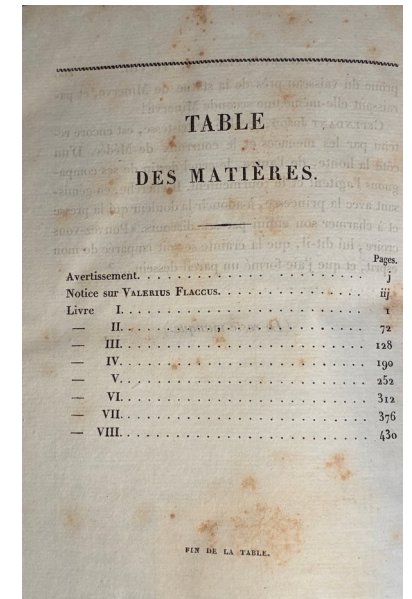 TABLE
DES MATIÈRES.
Pages.
Avertissement. . . . . . . . . . . . . . . . . . . . . . j
Notice sur VALERIUS FLACCUS. . . . . . . . . . . . . . . iij
Livre I. . . . . . . . . . . . . . . . . . . . . . . . . 1
— II. . . . . . . . . . . . . . . . . . . . . . . . . 72
— III. . . . . . . . . . . . . . . . . . . . . . . . 128
— IV. . . . . . . . . . . . . . . . . . . . . . . . 190
— V. . . . . . . . . . . . . . . . . . . . . . . . . 252
— VI. . . . . . . . . . . . . . . . . . . . . . . . 312
— VII. . . . . . . . . . . . . . . . . . . . . . . . 376
— VIII. . . . . . . . . . . . . . . . . . . . . . . 430
FIN DE LA TABLE.